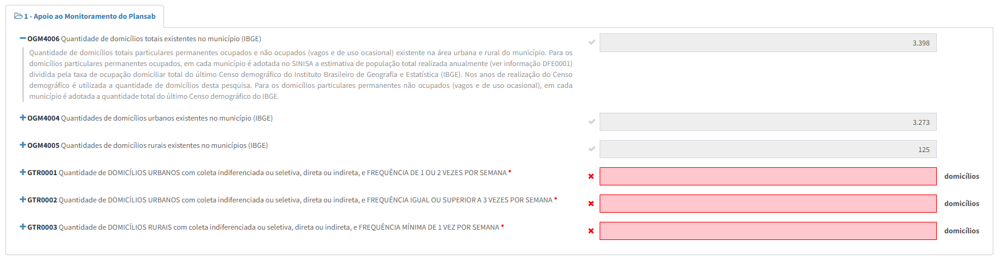 1 - Apoio ao Monitoramento do Plansab
OGM4006 Quantidade de domicílios totais existentes no município (IBGE)
3.398
Quantidade de domicílios totais particulares permanentes ocupados e não ocupados (vagos e de uso ocasional) existente na área urbana e rural do município. Para os
domicílios particulares permanentes ocupados, em cada município é adotada no SINISA a estimativa de população total realizada anualmente (ver informação DFE0001)
dividida pela taxa de ocupação domiciliar total do último Censo demográfico do Instituto Brasileiro de Geografia e Estatística (IBGE). Nos anos de realização do Censo
demográfico é utilizada a quantidade de domicílios desta pesquisa. Para os domicílios particulares permanentes não ocupados (vagos e de uso ocasional), em cada
município é adotada a quantidade total do último Censo demográfico do IBGE.
OGM4004 Quantidades de domicílios urbanos existentes no município (IBGE)
3.273
OGM4005 Quantidades de domicílios rurais existentes no municípios (IBGE)
125
GTR0001 Quantidade de DOMICÍLIOS URBANOS com coleta indiferenciada ou seletiva, direta ou indireta, e FREQUÊNCIA DE 1 OU 2 VEZES POR SEMANA *
domicílios
GTR0002 Quantidade de DOMICÍLIOS URBANOS com coleta indiferenciada ou seletiva, direta ou indireta, e FREQUÊNCIA IGUAL OU SUPERIOR A 3 VEZES POR SEMANA *
domicílios
GTR0003 Quantidade de DOMICÍLIOS RURAIS com coleta indiferenciada ou seletiva, direta ou indireta, e FREQUÊNCIA MÍNIMA DE 1 VEZ POR SEMANA *
domicílios